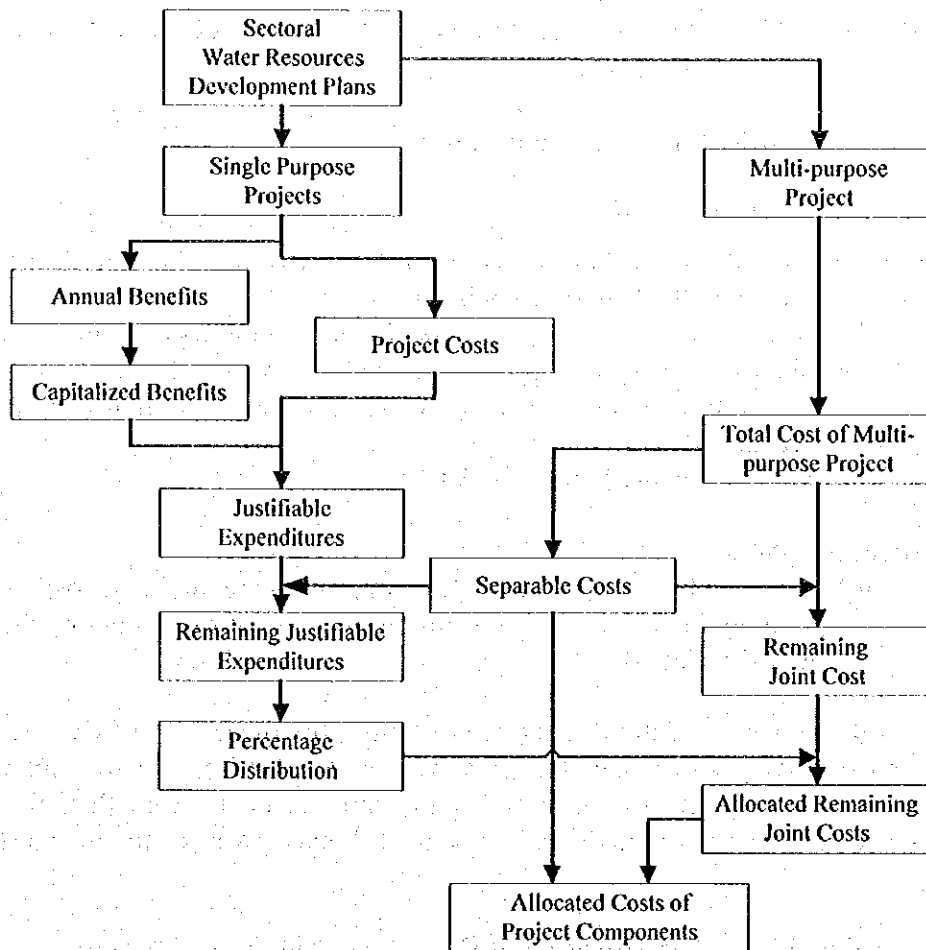 Sectoral
Water Resources
Development Plans
Single Purpose
Projects
Multi-purpose
Project
Annual Benefits
Project Costs
Capitalized Benefits
Total Cost of Multi-
purpose Project
Justifiable
Expenditures
Separable Costs
Remaining Justifiable
Expenditures
Remaining
Joint Cost
Percentage
Distribution
Allocated Remaining
Joint Costs
Allocated Costs of
Project Components